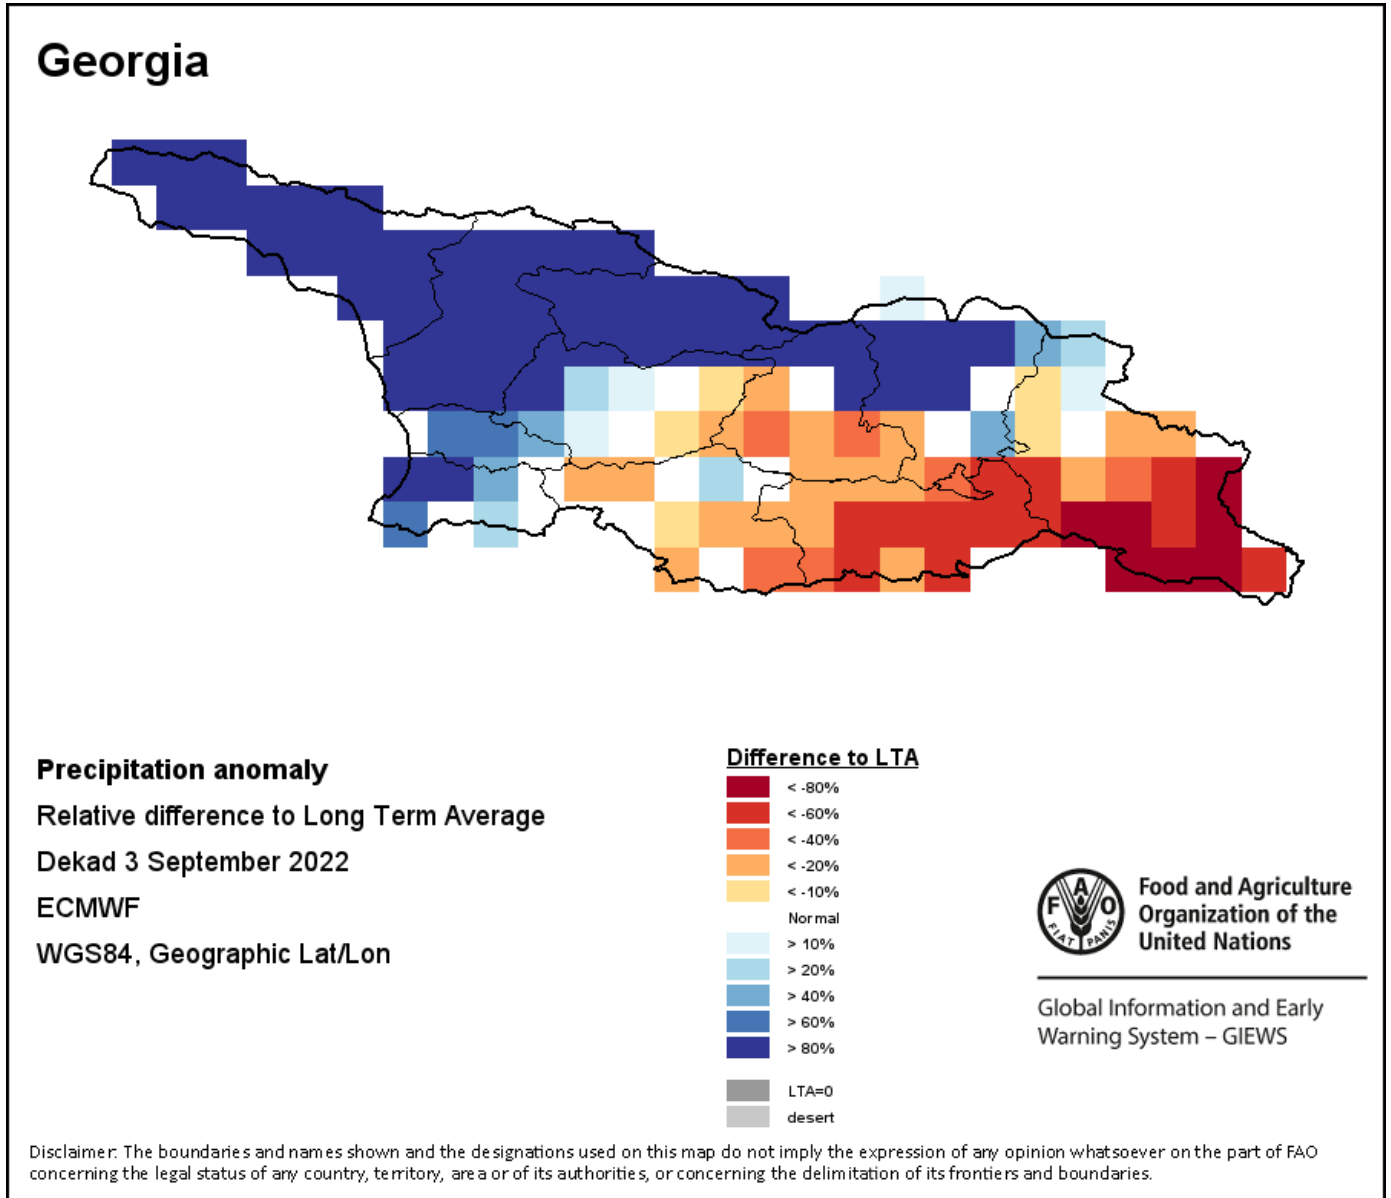 Georgia
Precipitation anomaly
Relative difference to Long Term Average
Dekad 3 September 2022
ECMWF
WGS84, Geographic Lat/Lon
Difference to LTA
< -80%
< -60%
< -40%
< -20%
< -10%
Normal
> 10%
> 20%
> 40%
> 60%
> 80%
LTA=0
desert
F A O
FIAT PANIS
Food and Agriculture
Organization of the
United Nations
Global Information and Early
Warning System – GIEWS
Disclaimer: The boundaries and names shown and the designations used on this map do not imply the expression of any opinion whatsoever on the part of FAO
concerning the legal status of any country, territory, area or of its authorities, or concerning the delimitation of its frontiers and boundaries.